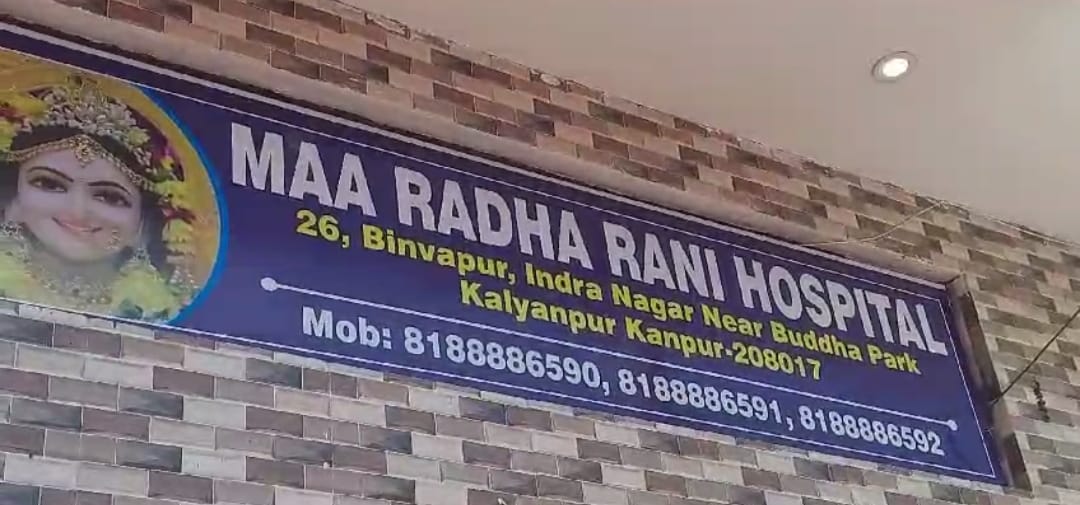 MAA RADHA RANI HOSPITAL
26, Binvapur, Indra Nagar Near Buddha Park
Kalyanpur Kanpur-208017
Mob: 8188886590, 8188886591, 8188886592